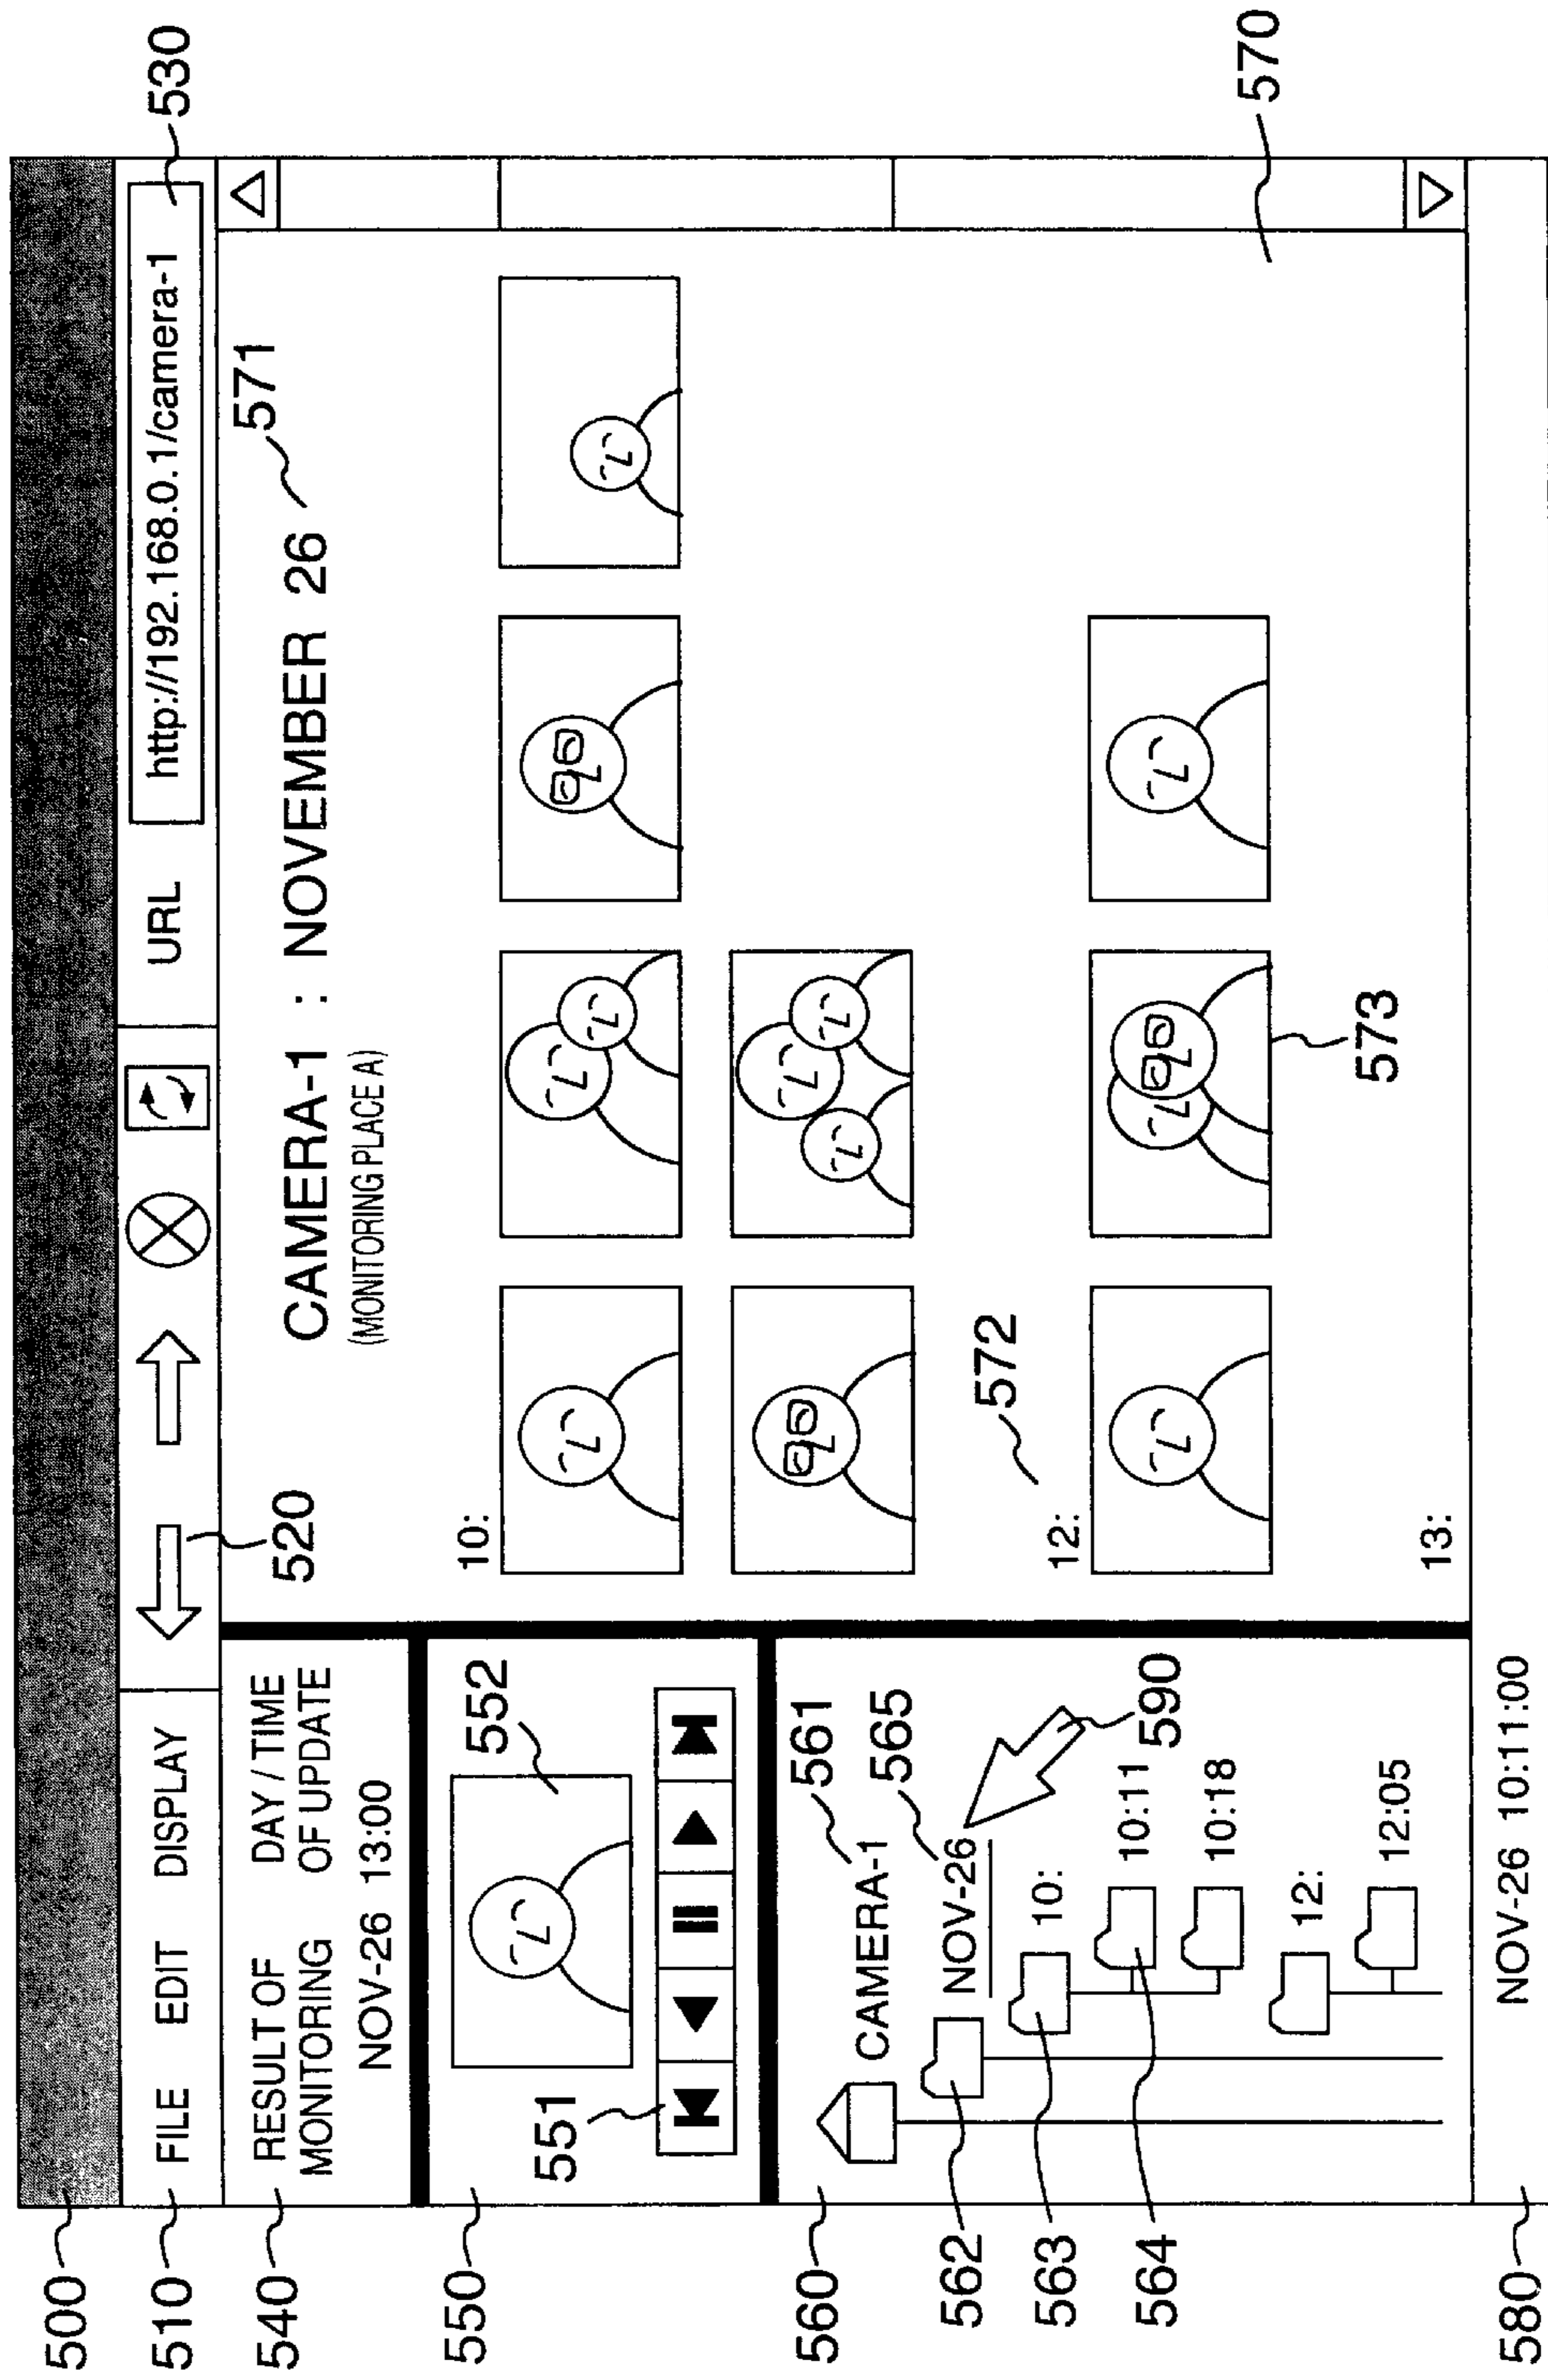 500
510
FILE EDIT DISPLAY
520
URL
http://192.168.0.1/camera-1
530
540
RESULT OF
MONITORING
DAY / TIME
OF UPDATE
NOV-26 13:00
550
551
552
560
CAMERA-1
561
562
NOV-26
565
563
10:
564
10:11
10:18
590
12:
12:05
CAMERA-1 : NOVEMBER 26
571
(MONITORING PLACE A)
10:
572
12:
573
13:
570
580
NOV-26 10:11:00